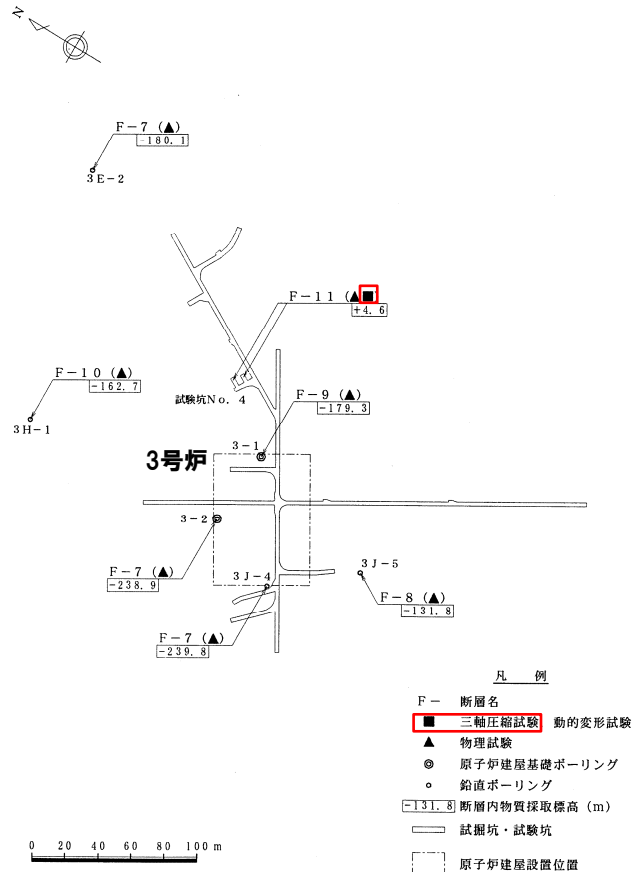 N
F-7 (▲)
-180.1
3E-2
F-11 (▲■
+4.6
F-10 (▲)
-162.7
3H-1
試験坑No. 4
F-9 (▲)
-179.3
3-1
3号炉
3-2
F-7 (▲)
-238.9
3J-4
3J-5
F-8 (▲)
-131.8
F-7 (▲)
-239.8
凡 例
F- 断層名
■ 三軸圧縮試験 動的変形試験
▲ 物理試験
◎ 原子炉建屋基礎ボーリング
○ 鉛直ボーリング
-131.8 断層内物質採取標高 (m)
試掘坑・試験坑
原子炉建屋設置位置
0 20 40 60 80 100 m